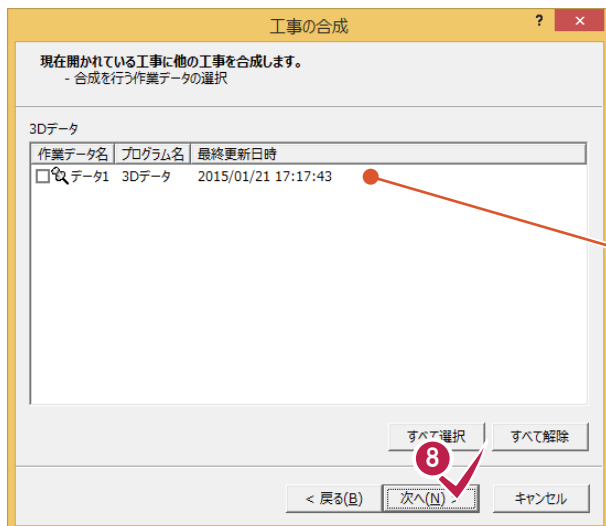 工事の合成
? ×
現在開かれている工事に他の工事を合成します。
- 合成を行う作業データの選択
3Dデータ
作業データ名 プログラム名 最終更新日時
データ1 3Dデータ 2015/01/21 17:17:43
すべて選択 すべて解除
8
< 戻る(B) 次へ(N) > キャンセル